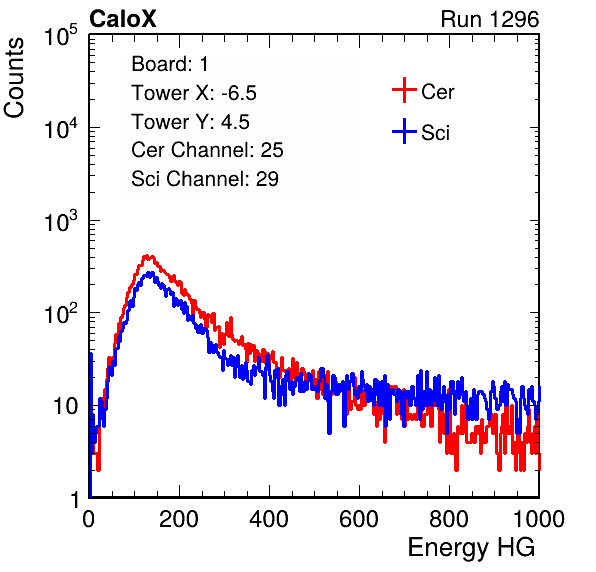 CaloX Run 1296
Counts
Board: 1
Tower X: -6.5
Tower Y: 4.5
Cer Channel: 25
Sci Channel: 29
Cer
Sci
10^5
10^4
10^3
10^2
10
1
0 200 400 600 800 1000
Energy HG